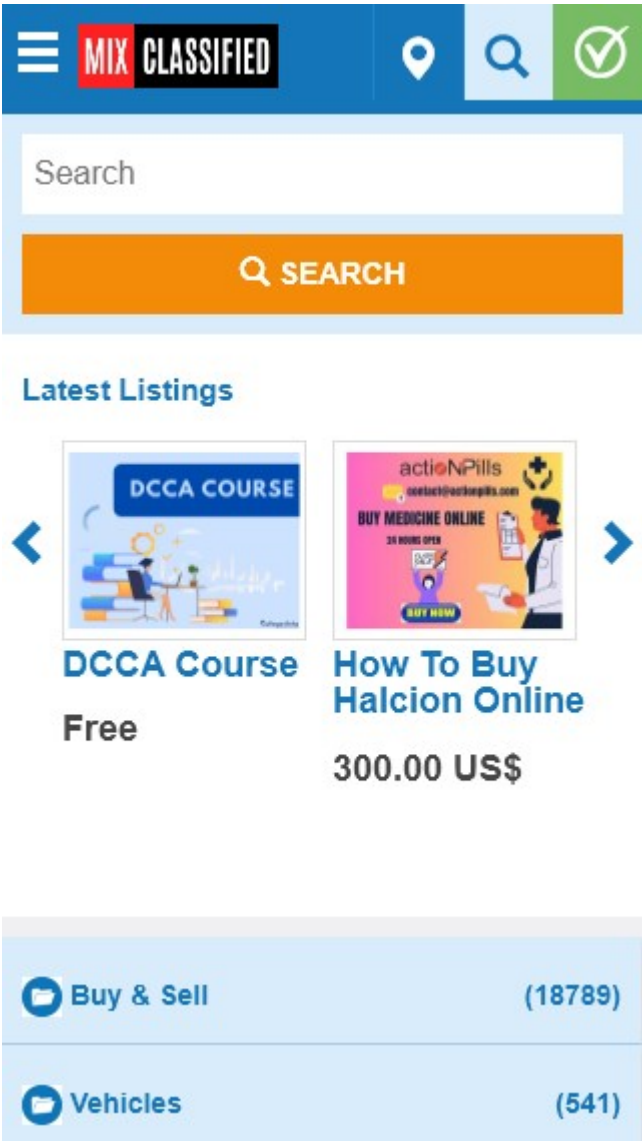 MIX CLASSIFIED
Search
SEARCH
Latest Listings
DCCA COURSE
DCCA Course
Free
actioNPills
contact@actionpills.com
BUY MEDICINE ONLINE
24 HOURS OPEN
BUY NOW
How To Buy
Halcion Online
300.00 US$
Buy & Sell
(18789)
Vehicles
(541)